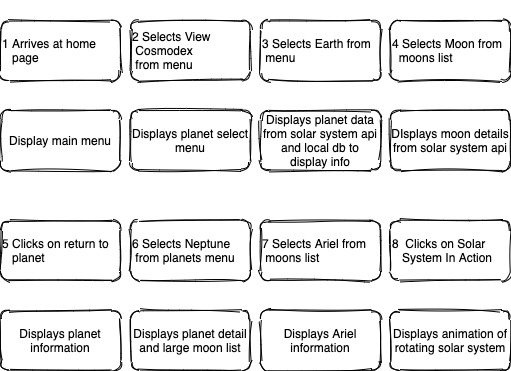 1 Arrives at home
page
2 Selects View
Cosmodex
from menu
3 Selects Earth from
menu
4 Selects Moon from
moons list
Display main menu
Displays planet select
menu
Displays planet data
from solar system api
and local db to
display info
DIsplays moon details
from solar system api
5 Clicks on return to
planet
6 Selects Neptune
from planets menu
7 Selects Ariel from
moons list
8 Clicks on Solar
System In Action
Displays planet
information
Displays planet detail
and large moon list
Displays Ariel
information
Displays animation of
rotating solar system